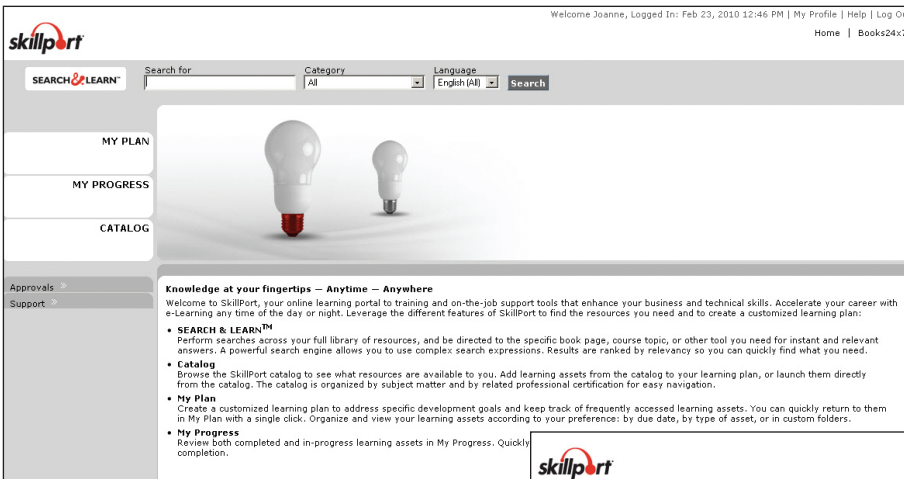 Welcome Joanne, Logged In: Feb 23, 2010 12:46 PM | My Profile | Help | Log
skillport
Home | Books24x7
SEARCH & LEARN™
Search for
Category
Language
All
English (All)
Search
MY PLAN
MY PROGRESS
CATALOG
Approvals »
Support »
Knowledge at your fingertips — Anytime — Anywhere
Welcome to SkillPort, your online learning portal to training and on-the-job support tools that enhance your business and technical skills. Accelerate your career with
e-Learning any time of the day or night. Leverage the different features of SkillPort to find the resources you need and to create a customized learning plan:
• SEARCH & LEARN™
Perform searches across your full library of resources, and be directed to the specific book page, course topic, or other tool you need for instant and relevant
answers. A powerful search engine allows you to use complex search expressions. Results are ranked by relevancy so you can quickly find what you need.
• Catalog
Browse the SkillPort catalog to see what resources are available to you. Add learning assets from the catalog to your learning plan, or launch them directly
from the catalog. The catalog is organized by subject matter and by related professional certification for easy navigation.
• My Plan
Create a customized learning plan to address specific development goals and keep track of frequently accessed learning assets. You can quickly return to them
in My Plan with a single click. Organize and view your learning assets according to your preference: by due date, by type of asset, or in custom folders.
• My Progress
Review both completed and in-progress learning assets in My Progress. Quickly
completion.
skillport